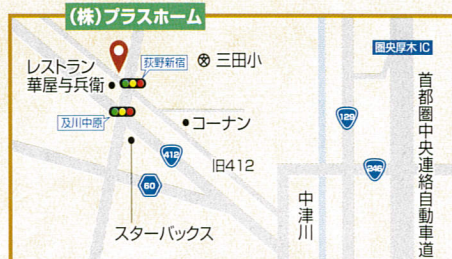 (株)プラスホーム
荻野新宿
三田小
文
圏央厚木 IC
レストラン
華屋与兵衛
及川中原
コーナン
129
412
旧412
246
60
スターバックス
中津川
首都圏中央連絡自動車道